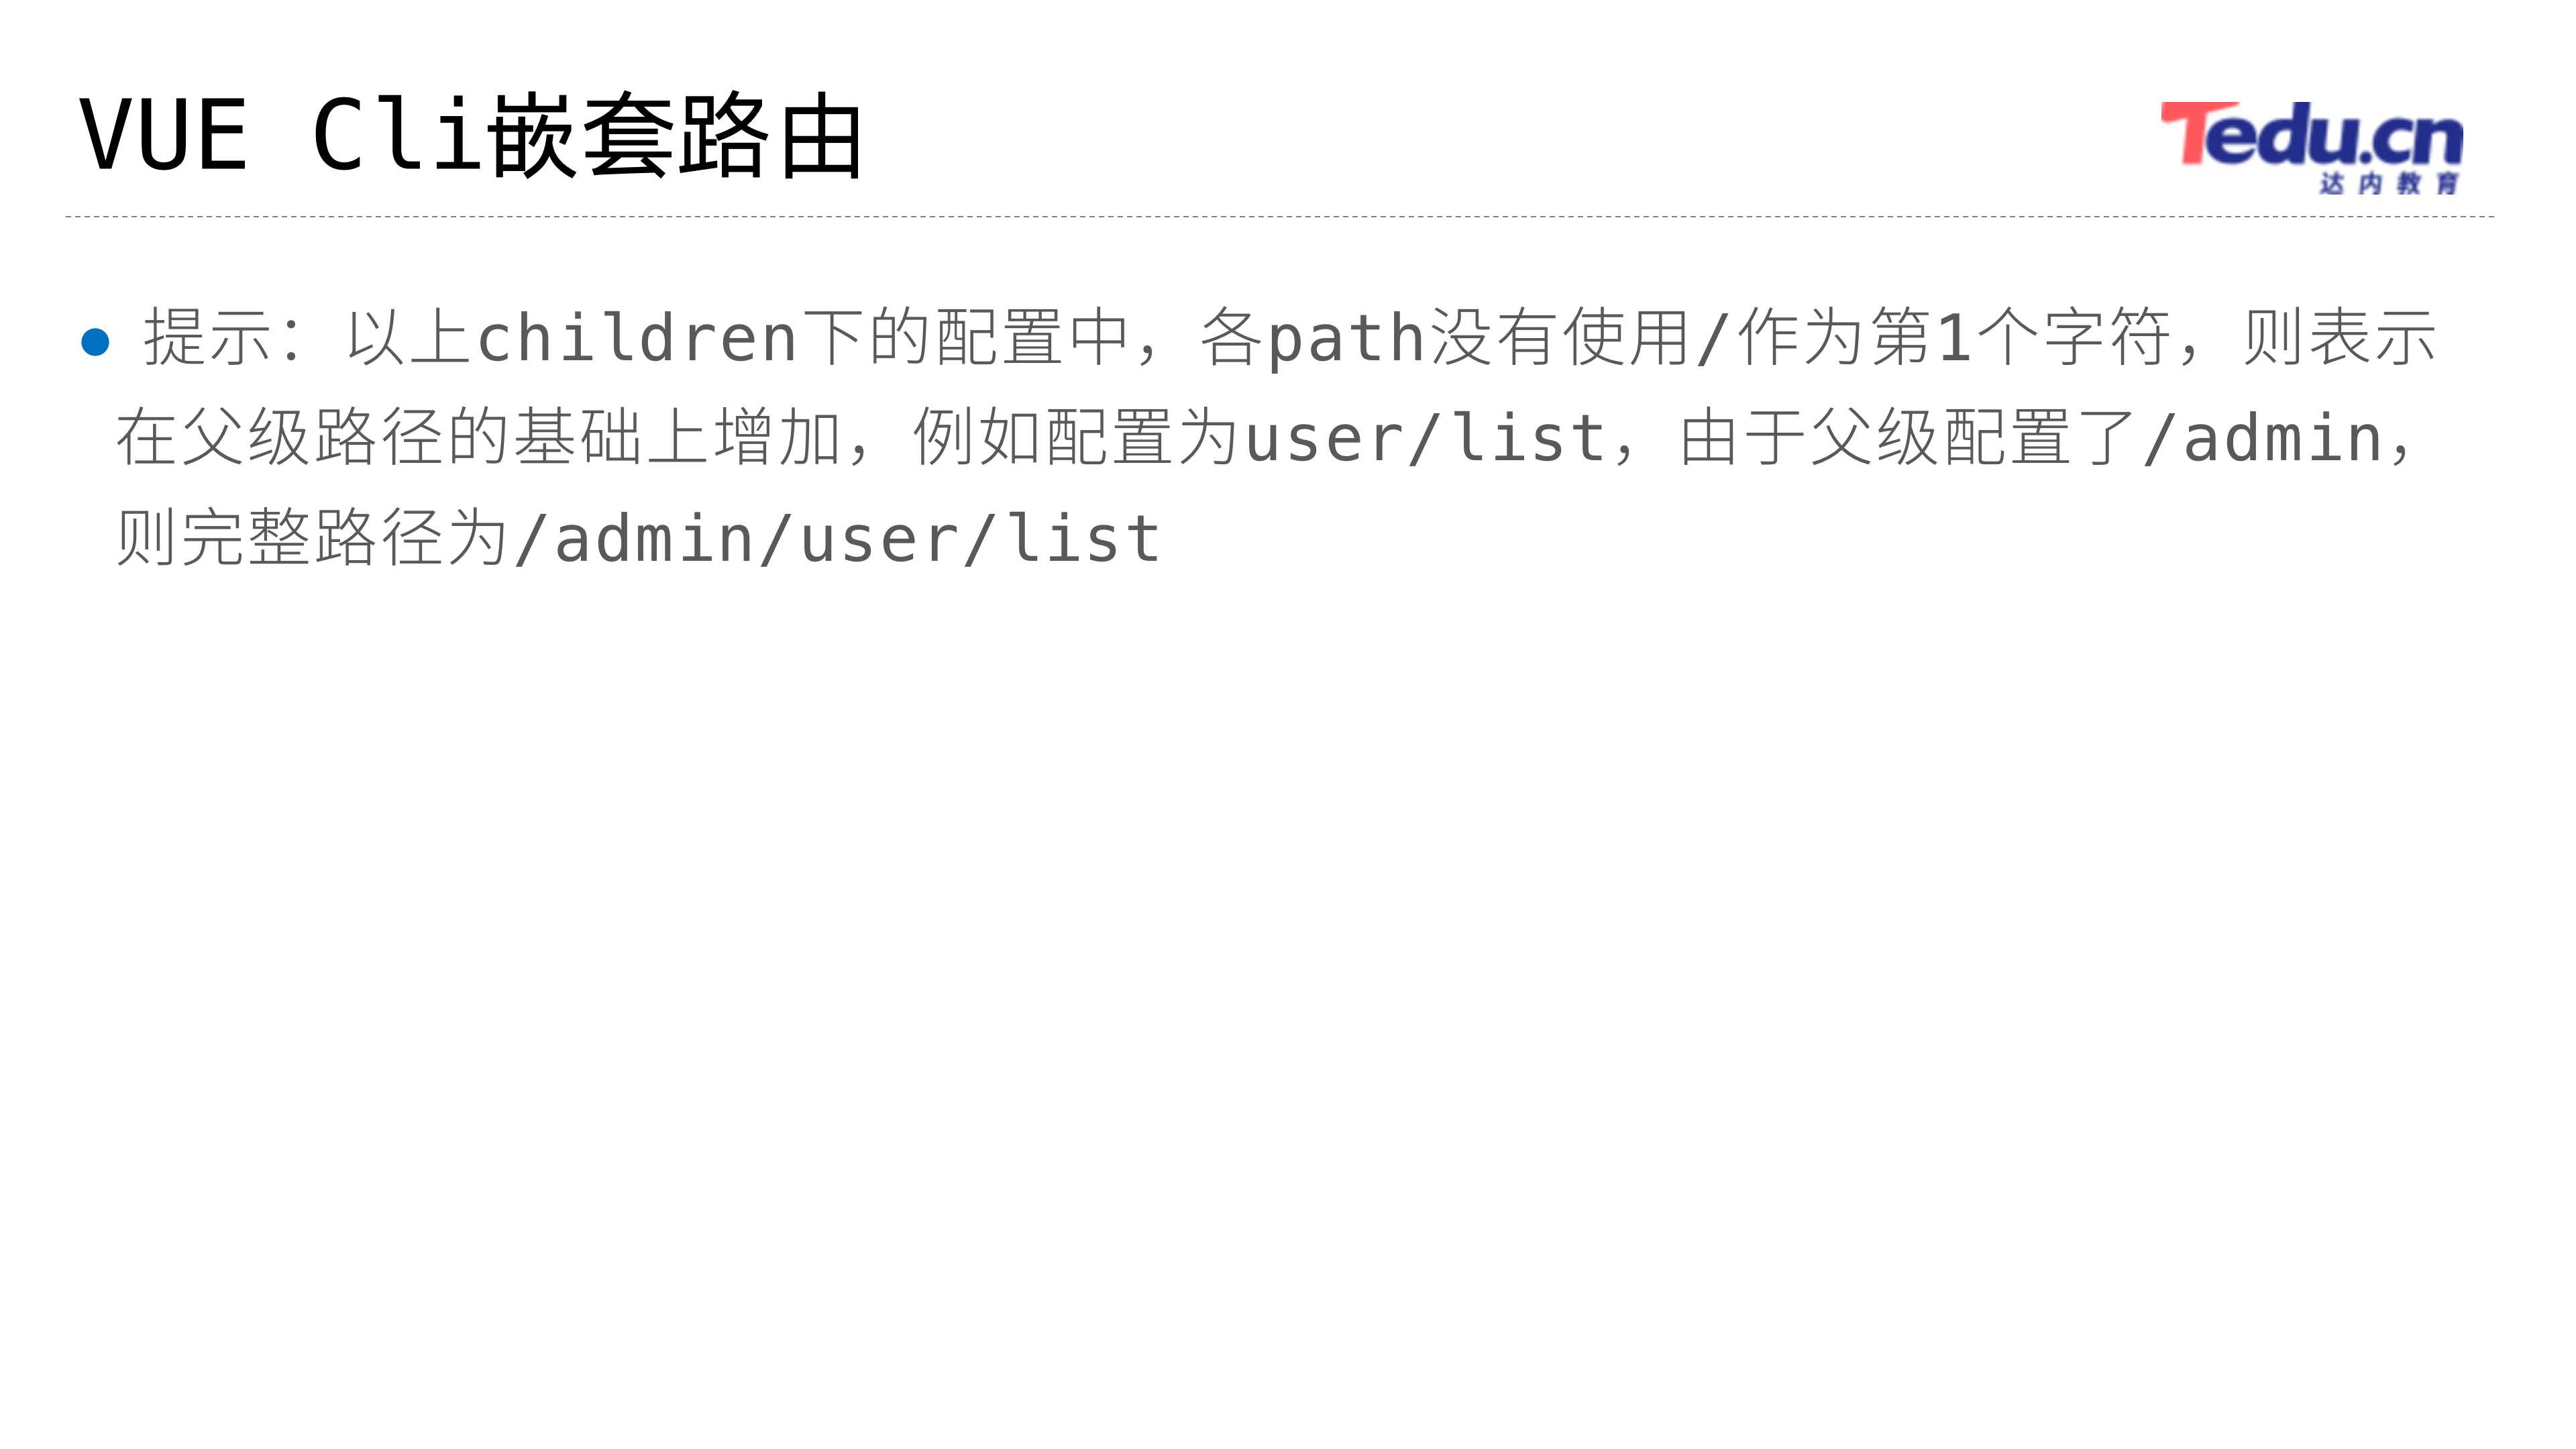 VUE Cli嵌套路由
Tedu.cn
达内教育
● 提示：以上children下的配置中，各path没有使用/作为第1个字符，则表示
在父级路径的基础上增加，例如配置为user/list，由于父级配置了/admin，
则完整路径为/admin/user/list